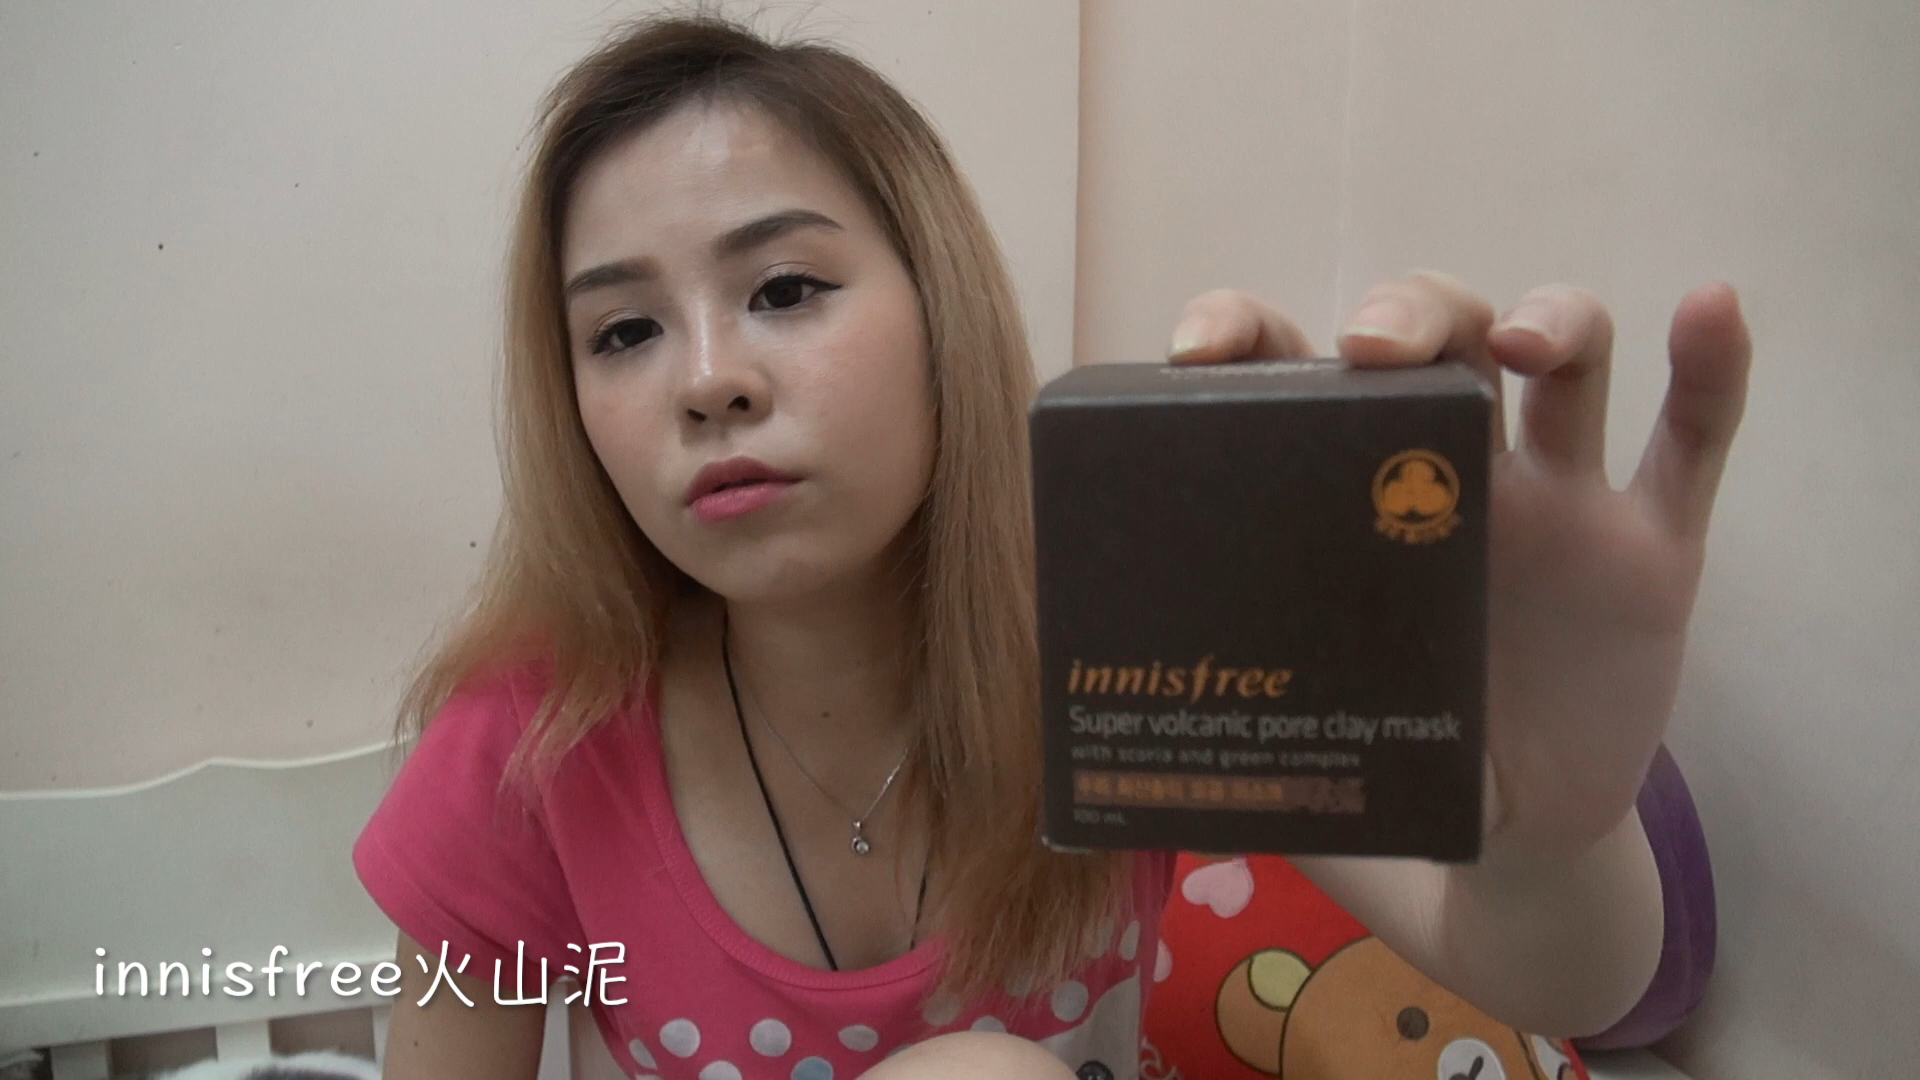 innisfree
Super volcanic pore clay mask
with scoria and green complex
100 mL
innisfree火山泥